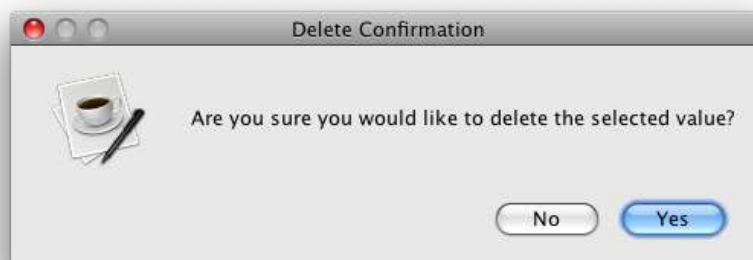 Delete Confirmation
Are you sure you would like to delete the selected value?
No
Yes